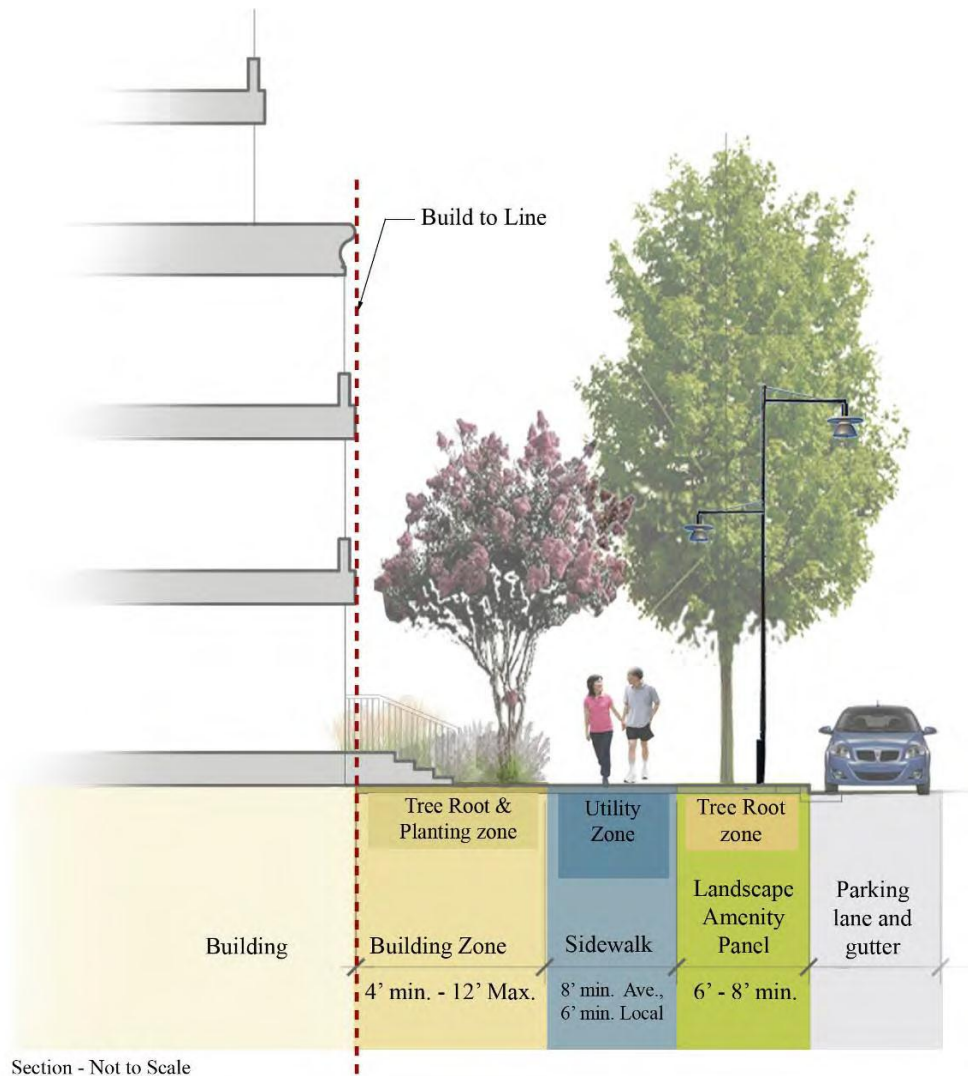 Build to Line
Tree Root &
Planting zone
Utility
Zone
Tree Root
zone
Landscape
Amenity
Panel
Parking
lane and
gutter
Building
Building Zone
Sidewalk
4’ min. - 12’ Max.
8’ min. Ave.,
6’ min. Local
6’ - 8’ min.
Section - Not to Scale